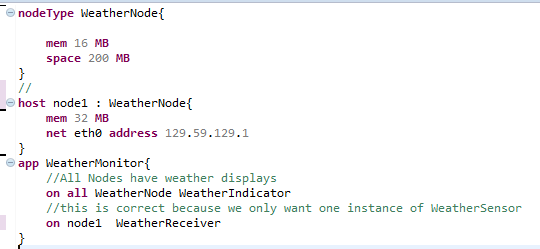 nodeType WeatherNode{
mem 16 MB
space 200 MB
}
//
host node1 : WeatherNode{
mem 32 MB
net eth0 address 129.59.129.1
}
app WeatherMonitor{
//All Nodes have weather displays
on all WeatherNode WeatherIndicator
//this is correct because we only want one instance of WeatherSensor
on node1  WeatherReceiver
}